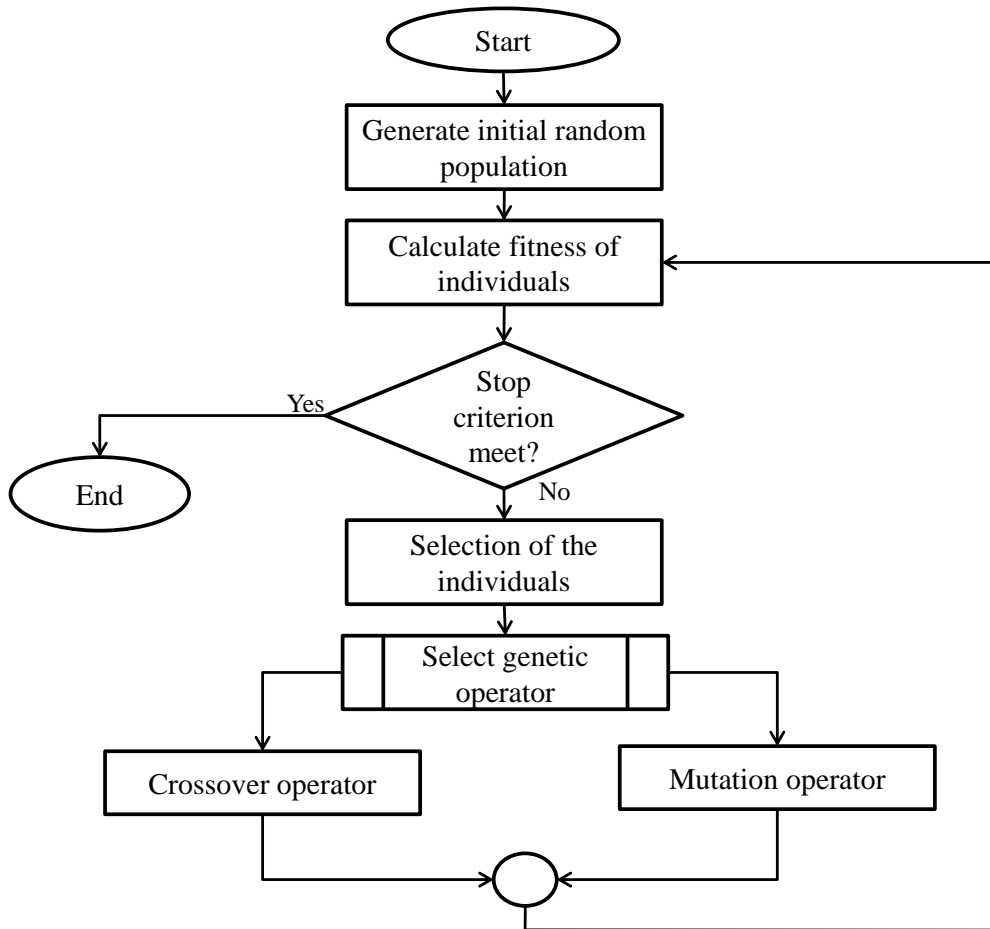 Start
Generate initial random
population
Calculate fitness of
individuals
Stop
criterion
meet?
Yes
End
No
Selection of the
individuals
Select genetic
operator
Crossover operator
Mutation operator